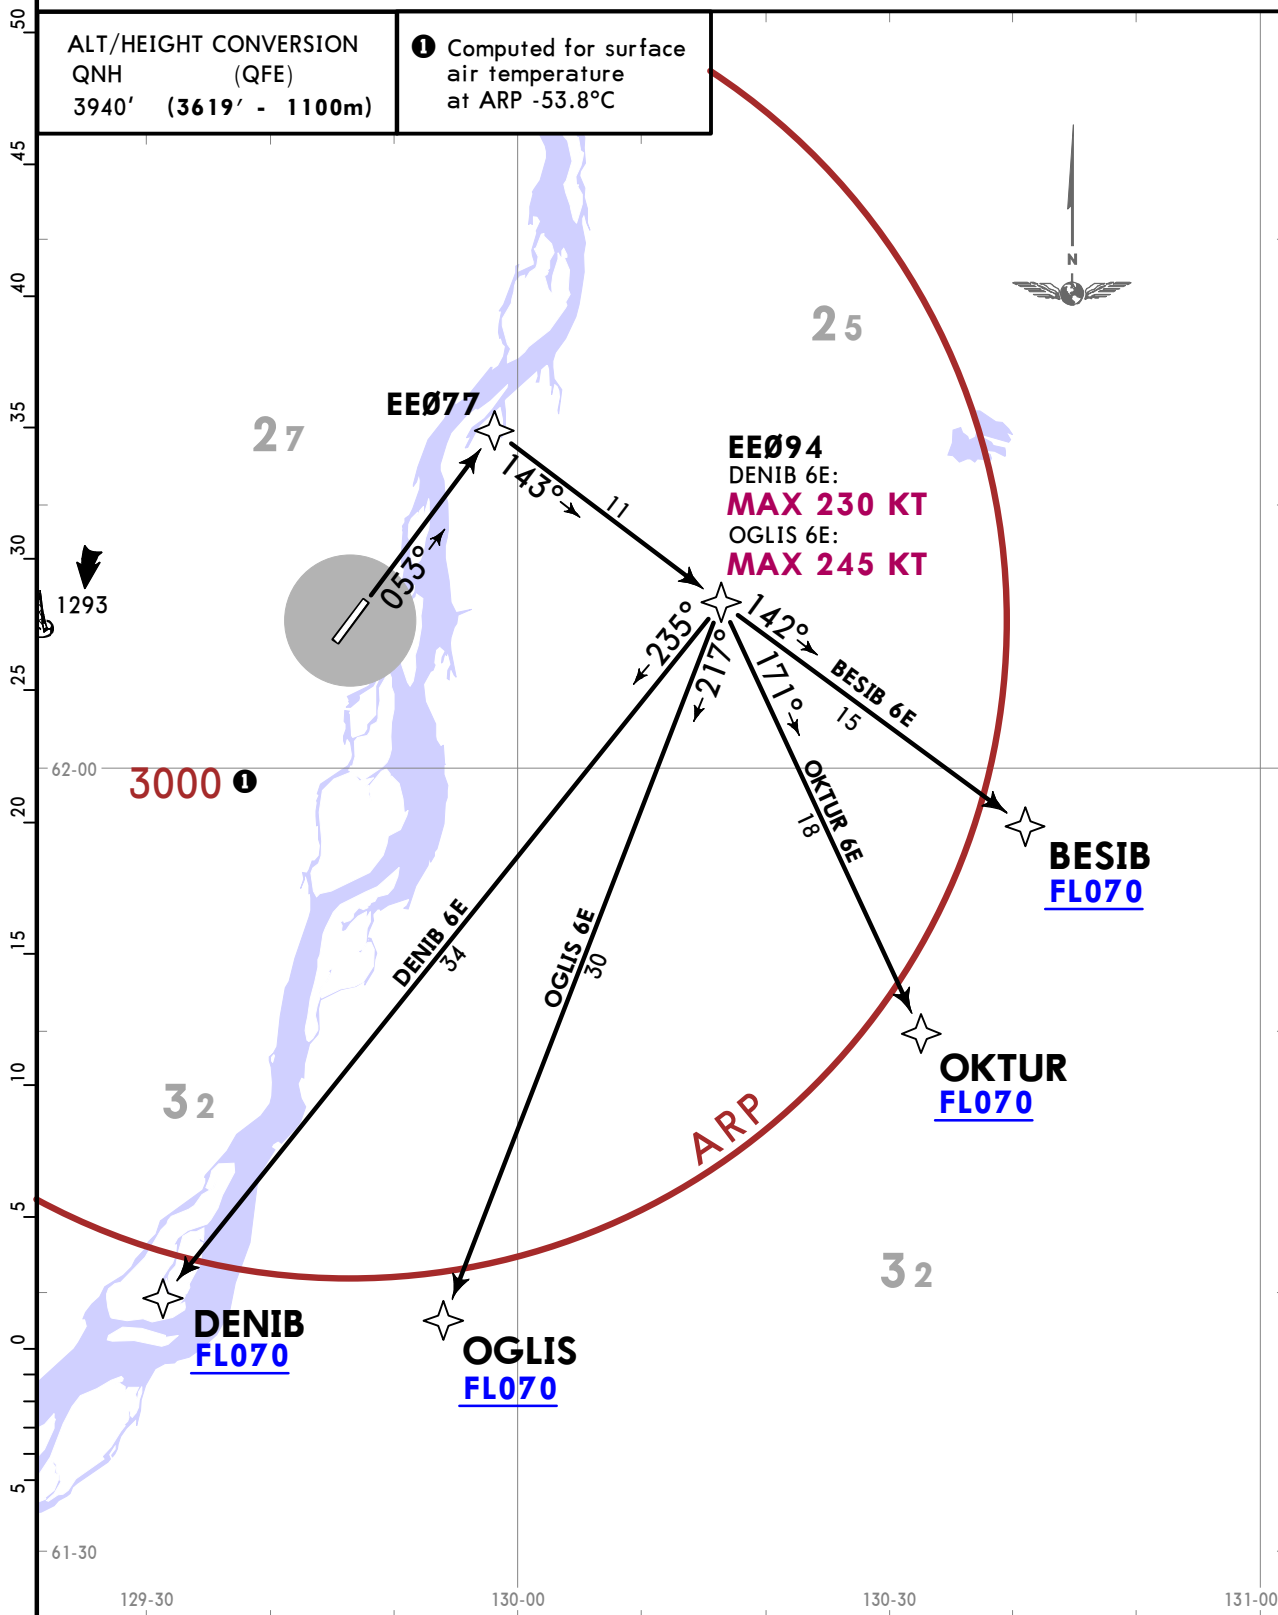 ALT/HEIGHT CONVERSION
QNH (QFE)
3940' (3619' - 1100m)
❶ Computed for surface
air temperature
at ARP -53.8°C
50
45
40
35
30
25
20
15
10
5
0
5
N
25
27
EEØ77
EEØ94
DENIB 6E:
MAX 230 KT
OGLIS 6E:
MAX 245 KT
143°
11
053°
1293
235°
217°
142°
171°
BESIB 6E
15
62-00
3000 ❶
OKTUR 6E
18
BESIB
FL070
DENIB 6E
34
OGLIS 6E
30
OKTUR
FL070
32
ARP
32
DENIB
FL070
OGLIS
FL070
61-30
129-30
130-00
130-30
131-00